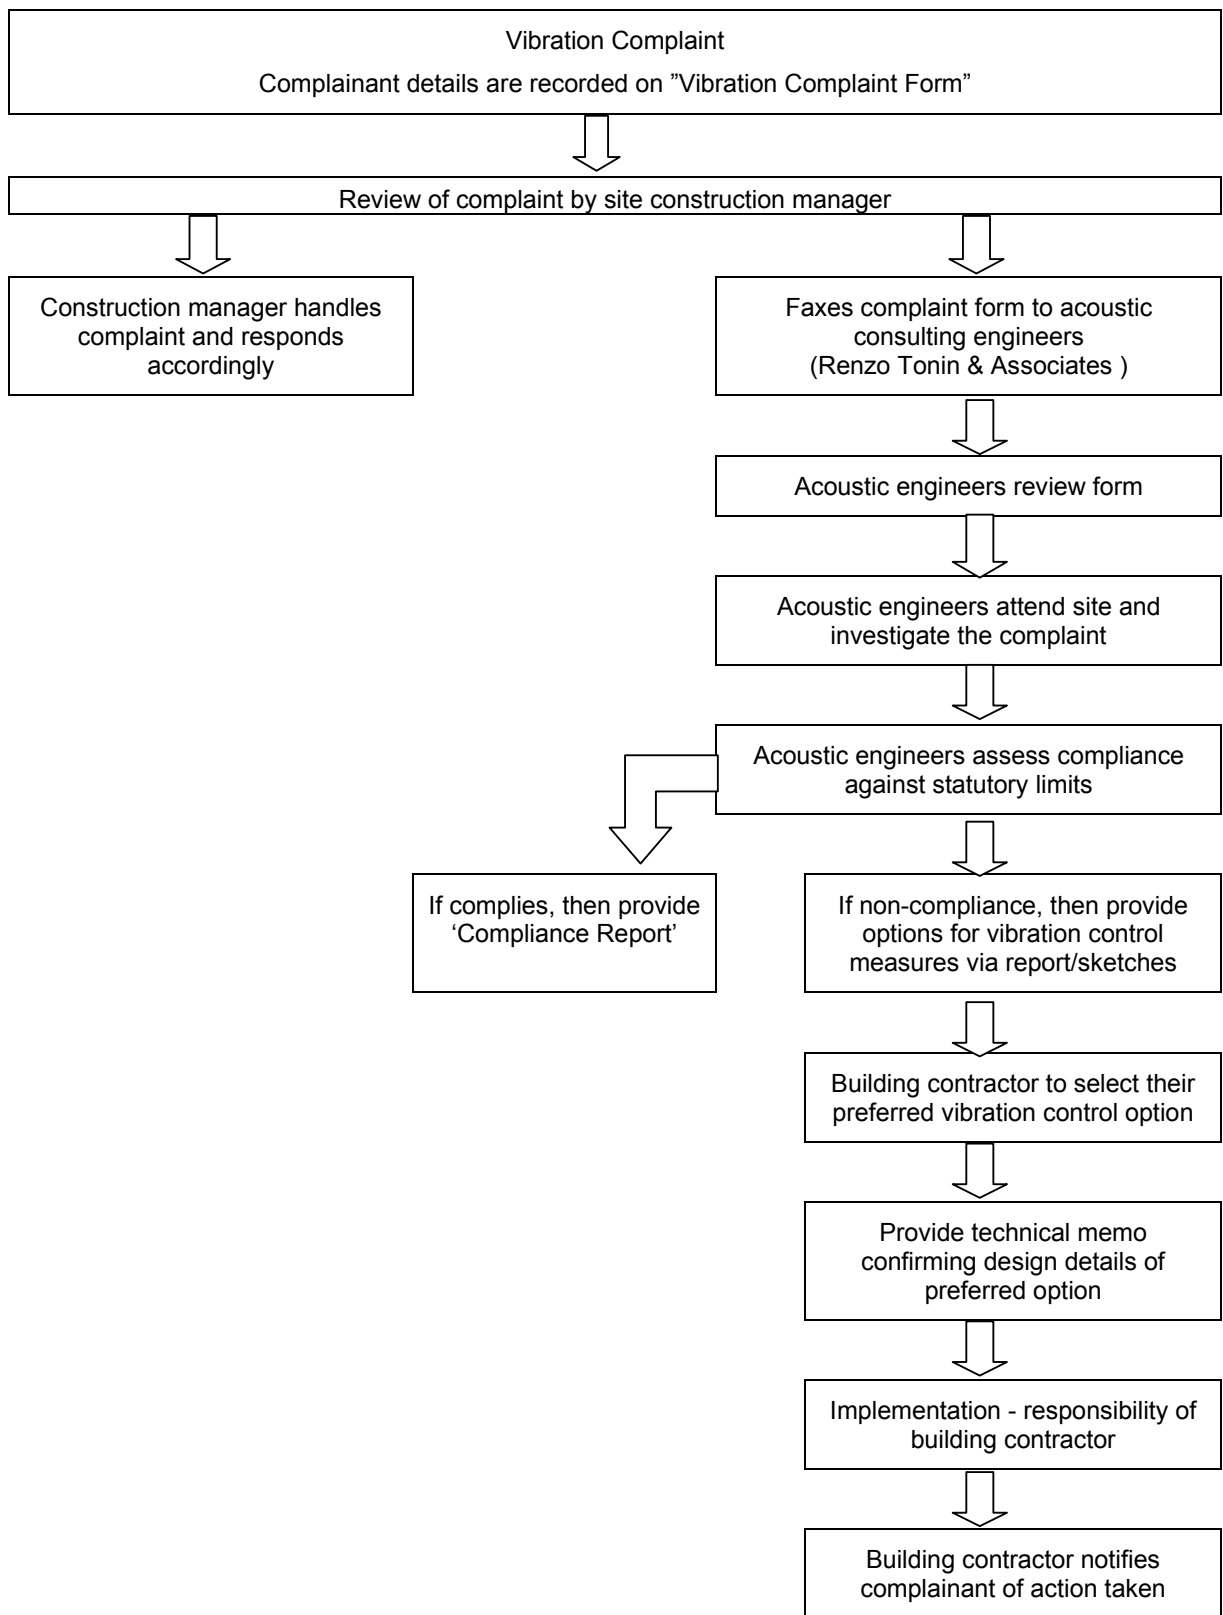 Vibration Complaint
Complainant details are recorded on ”Vibration Complaint Form”
Review of complaint by site construction manager
Construction manager handles
complaint and responds
accordingly
Faxes complaint form to acoustic
consulting engineers
(Renzo Tonin & Associates )
Acoustic engineers review form
Acoustic engineers attend site and
investigate the complaint
Acoustic engineers assess compliance
against statutory limits
If complies, then provide
‘Compliance Report’
If non-compliance, then provide
options for vibration control
measures via report/sketches
Building contractor to select their
preferred vibration control option
Provide technical memo
confirming design details of
preferred option
Implementation - responsibility of
building contractor
Building contractor notifies
complainant of action taken